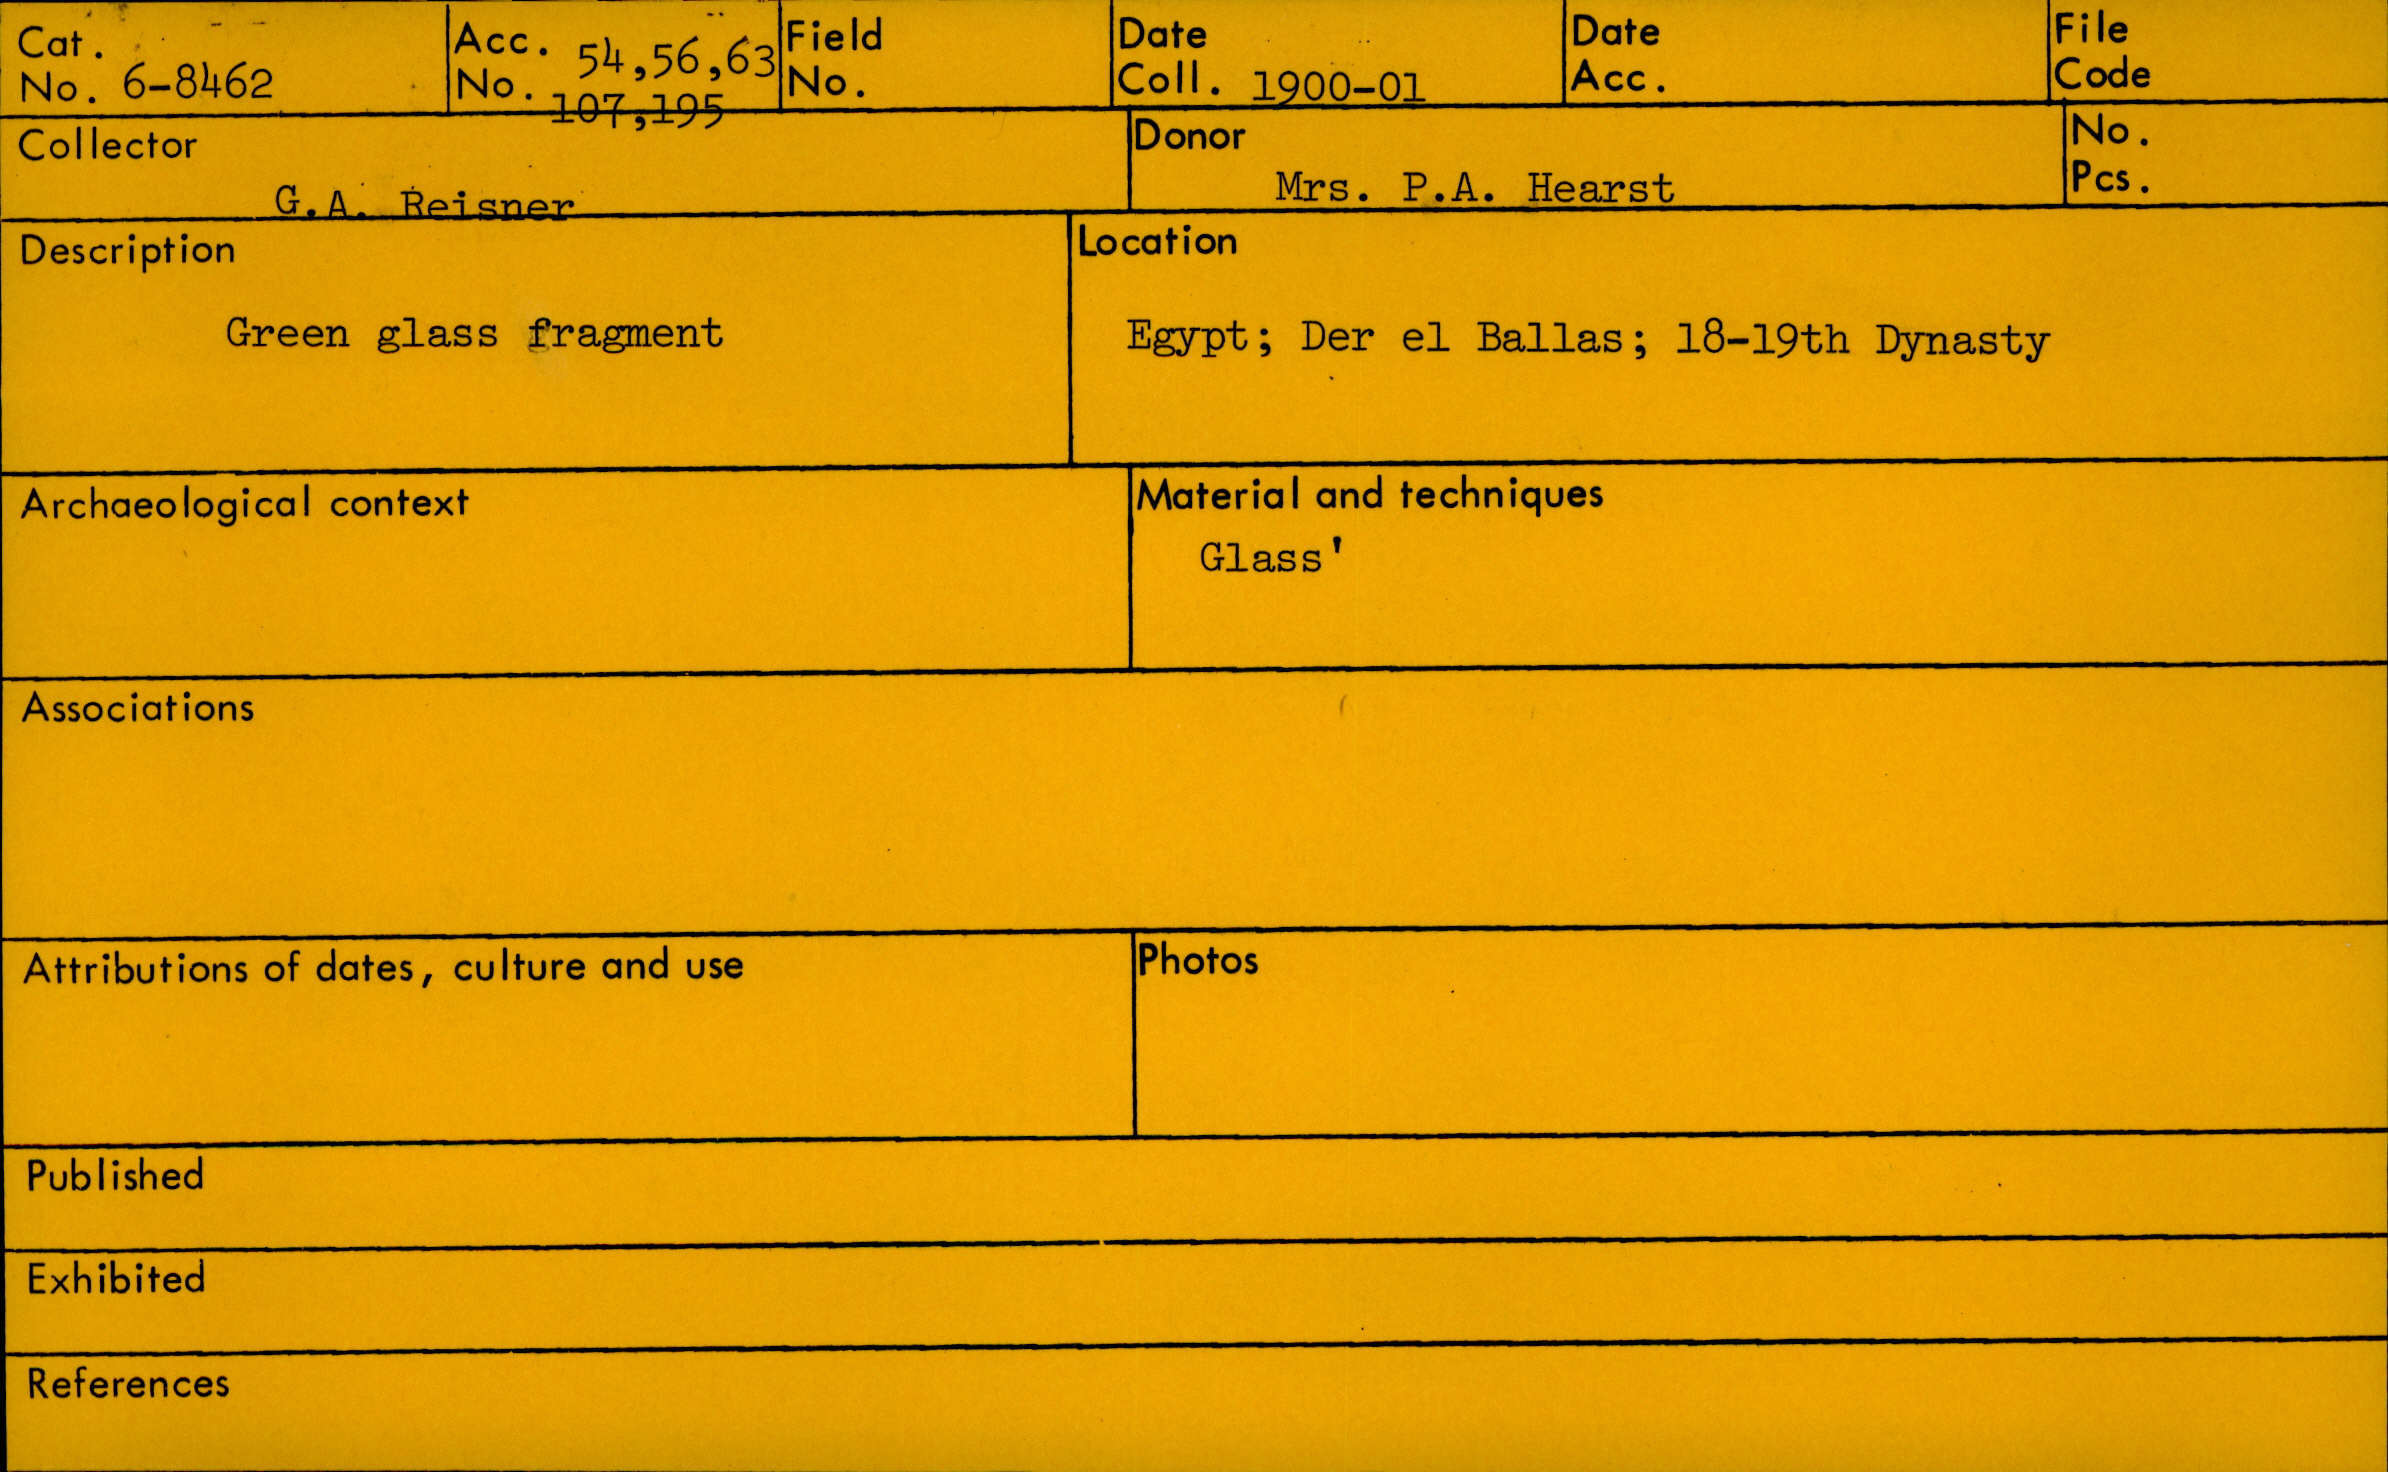 Cat. No. 6-8462
Acc. No. 54,56,63
107,195
Field No.
Date Coll. 1900-01
Date Acc.
File Code
Collector
G.A. Reisner
Donor
Mrs. P.A. Hearst
No. Pcs.
Description
Green glass fragment
Location
Egypt; Der el Ballas; 18-19th Dynasty
Archaeological context
Material and techniques
Glass'
Associations
Attributions of dates, culture and use
Photos
Published
Exhibited
References